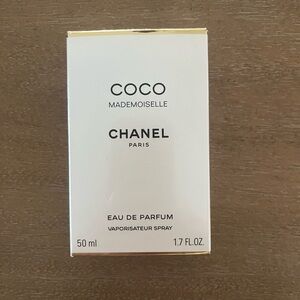 COCO
MADEMOISELLE
CHANEL
PARIS
EAU DE PARFUM
VAPORISATEUR SPRAY
50 ml 1.7 FL.OZ.